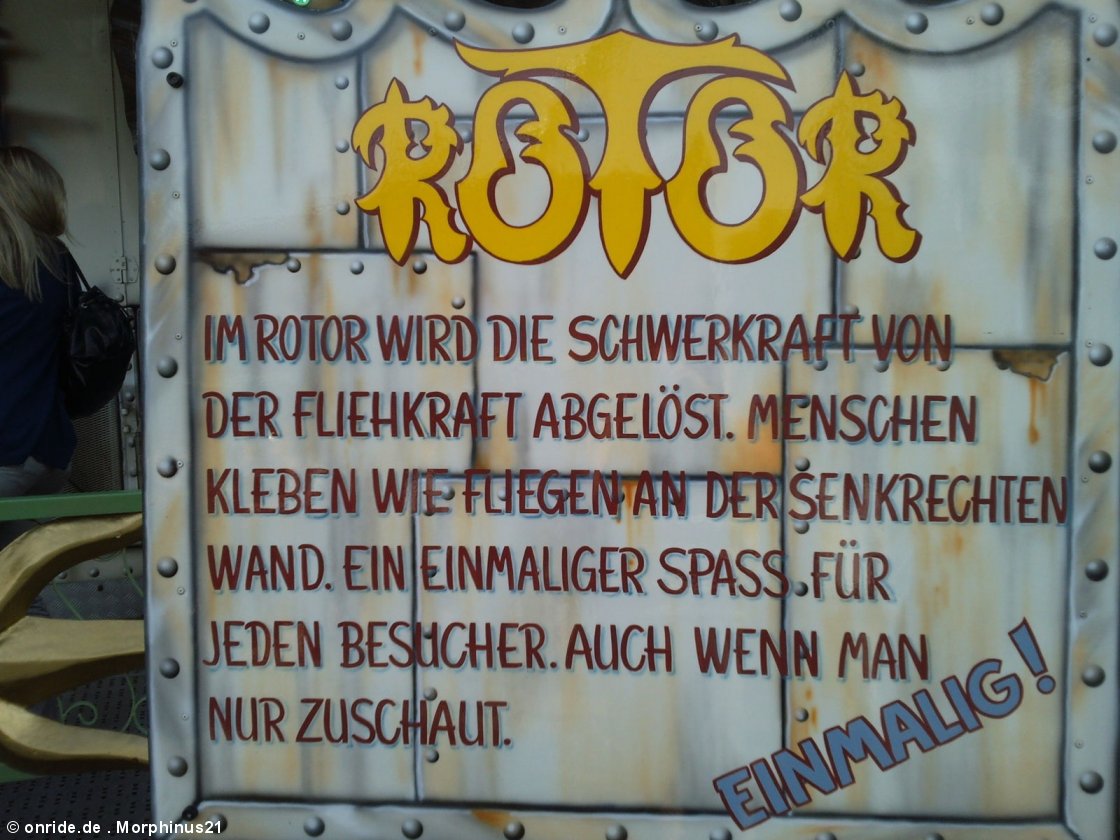 ROTOR
IM ROTOR WIRD DIE SCHWERKRAFT VON
DER FLIEHKRAFT ABGELÖST. MENSCHEN
KLEBEN WIE FLIEGEN AN DER SENKRECHTEN
WAND. EIN EINMALIGER SPASS. FÜR
JEDEN BESUCHER. AUCH WENN MAN
NUR ZUSCHAUT.
EINMALIG!
© onride.de . Morphinus21